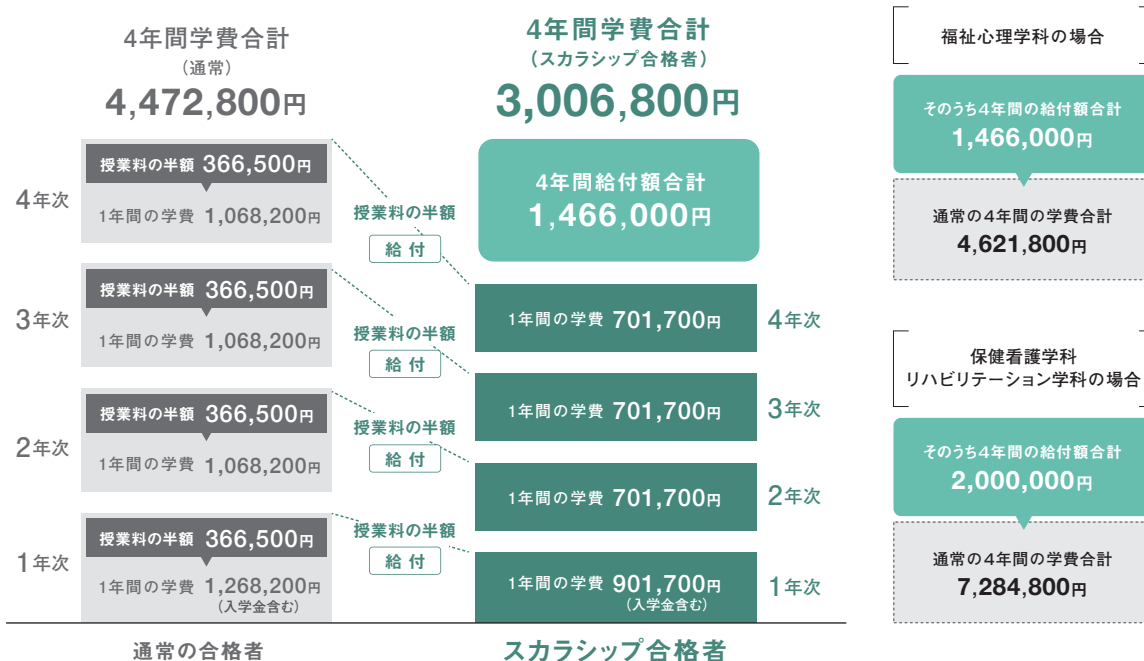 4年間学費合計
（通常）
4,472,800円
4年次
授業料の半額 366,500円
1年間の学費 1,068,200円
3年次
授業料の半額 366,500円
1年間の学費 1,068,200円
2年次
授業料の半額 366,500円
1年間の学費 1,068,200円
1年次
授業料の半額 366,500円
1年間の学費 1,268,200円
（入学金含む）
通常の合格者
授業料の半額
給付
授業料の半額
給付
授業料の半額
給付
授業料の半額
給付
4年間学費合計
（スカラシップ合格者）
3,006,800円
4年間給付額合計
1,466,000円
1年間の学費 701,700円
4年次
1年間の学費 701,700円
3年次
1年間の学費 701,700円
2年次
1年間の学費 901,700円
（入学金含む）
1年次
スカラシップ合格者
福祉心理学科の場合
そのうち4年間の給付額合計
1,466,000円
通常の4年間の学費合計
4,621,800円
保健看護学科
リハビリテーション学科の場合
そのうち4年間の給付額合計
2,000,000円
通常の4年間の学費合計
7,284,800円